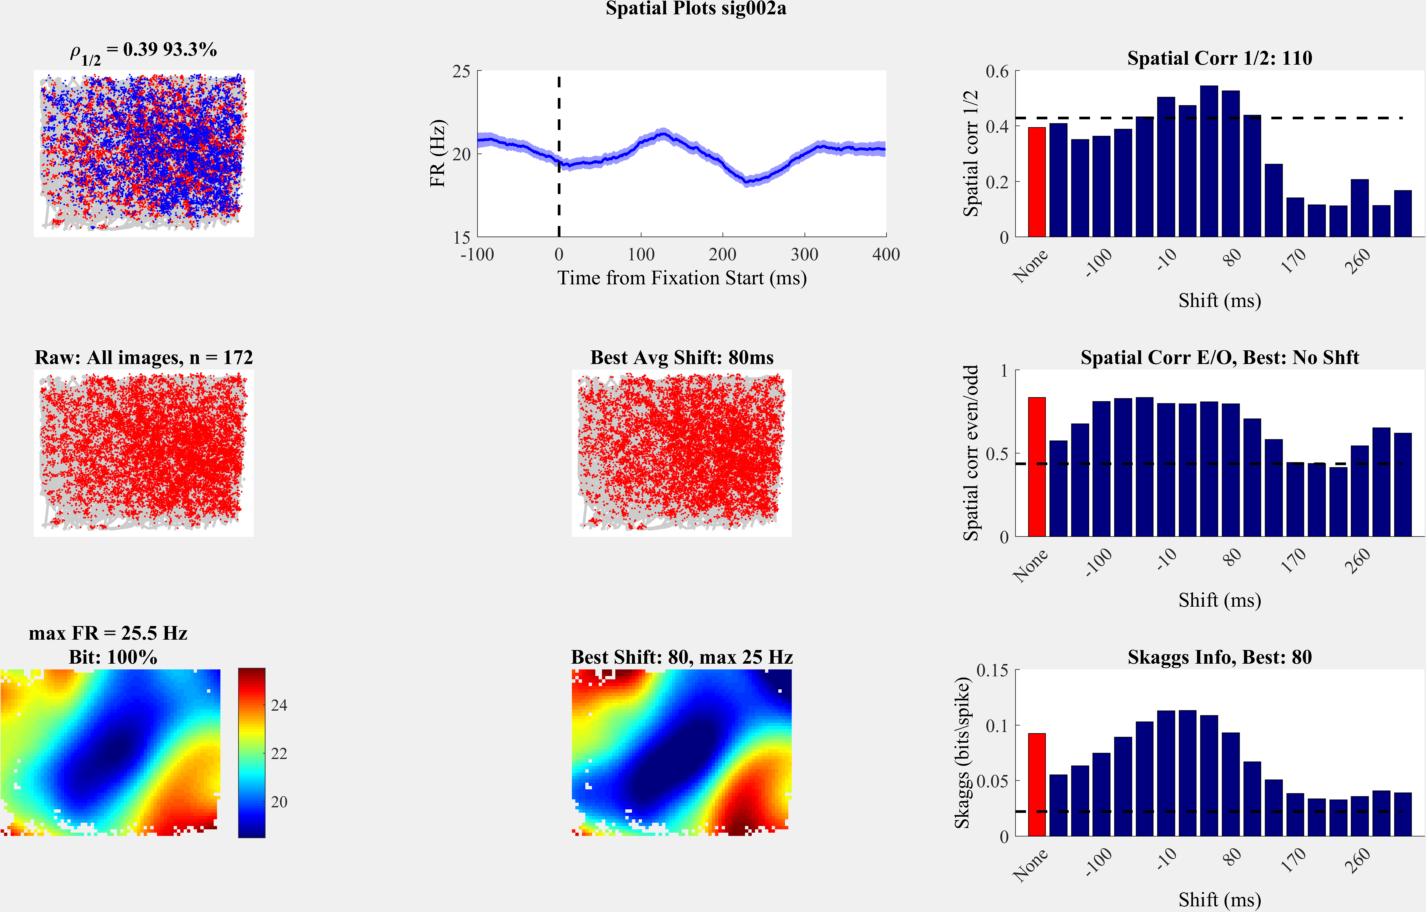 Spatial Plots sig002a
ρ1/2 = 0.39 93.3%
25
20
15
FR (Hz)
-100 0 100 200 300 400
Time from Fixation Start (ms)
Spatial Corr 1/2: 110
0.6
0.4
0.2
0
Spatial corr 1/2
None -100 -10 80 170 260
Shift (ms)
Raw: All images, n = 172
Best Avg Shift: 80ms
Spatial Corr E/O, Best: No Shft
1
0.5
0
Spatial corr even/odd
None -100 -10 80 170 260
Shift (ms)
max FR = 25.5 Hz
Bit: 100%
24
22
20
Best Shift: 80, max 25 Hz
Skaggs Info, Best: 80
0.15
0.1
0.05
0
Skaggs (bits\spike)
None -100 -10 80 170 260
Shift (ms)